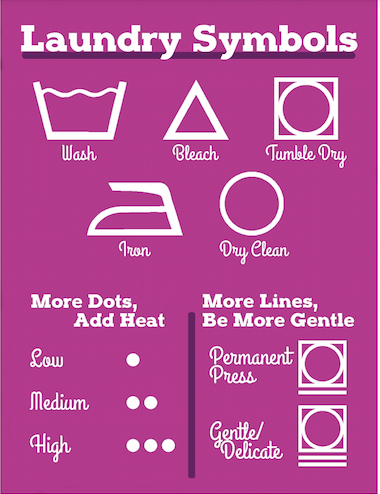 Laundry Symbols
Wash
Bleach
Tumble Dry
Iron
Dry Clean
More Dots,
Add Heat
Low
Medium
High
More Lines,
Be More Gentle
Permanent
Press
Gentle/
Delicate